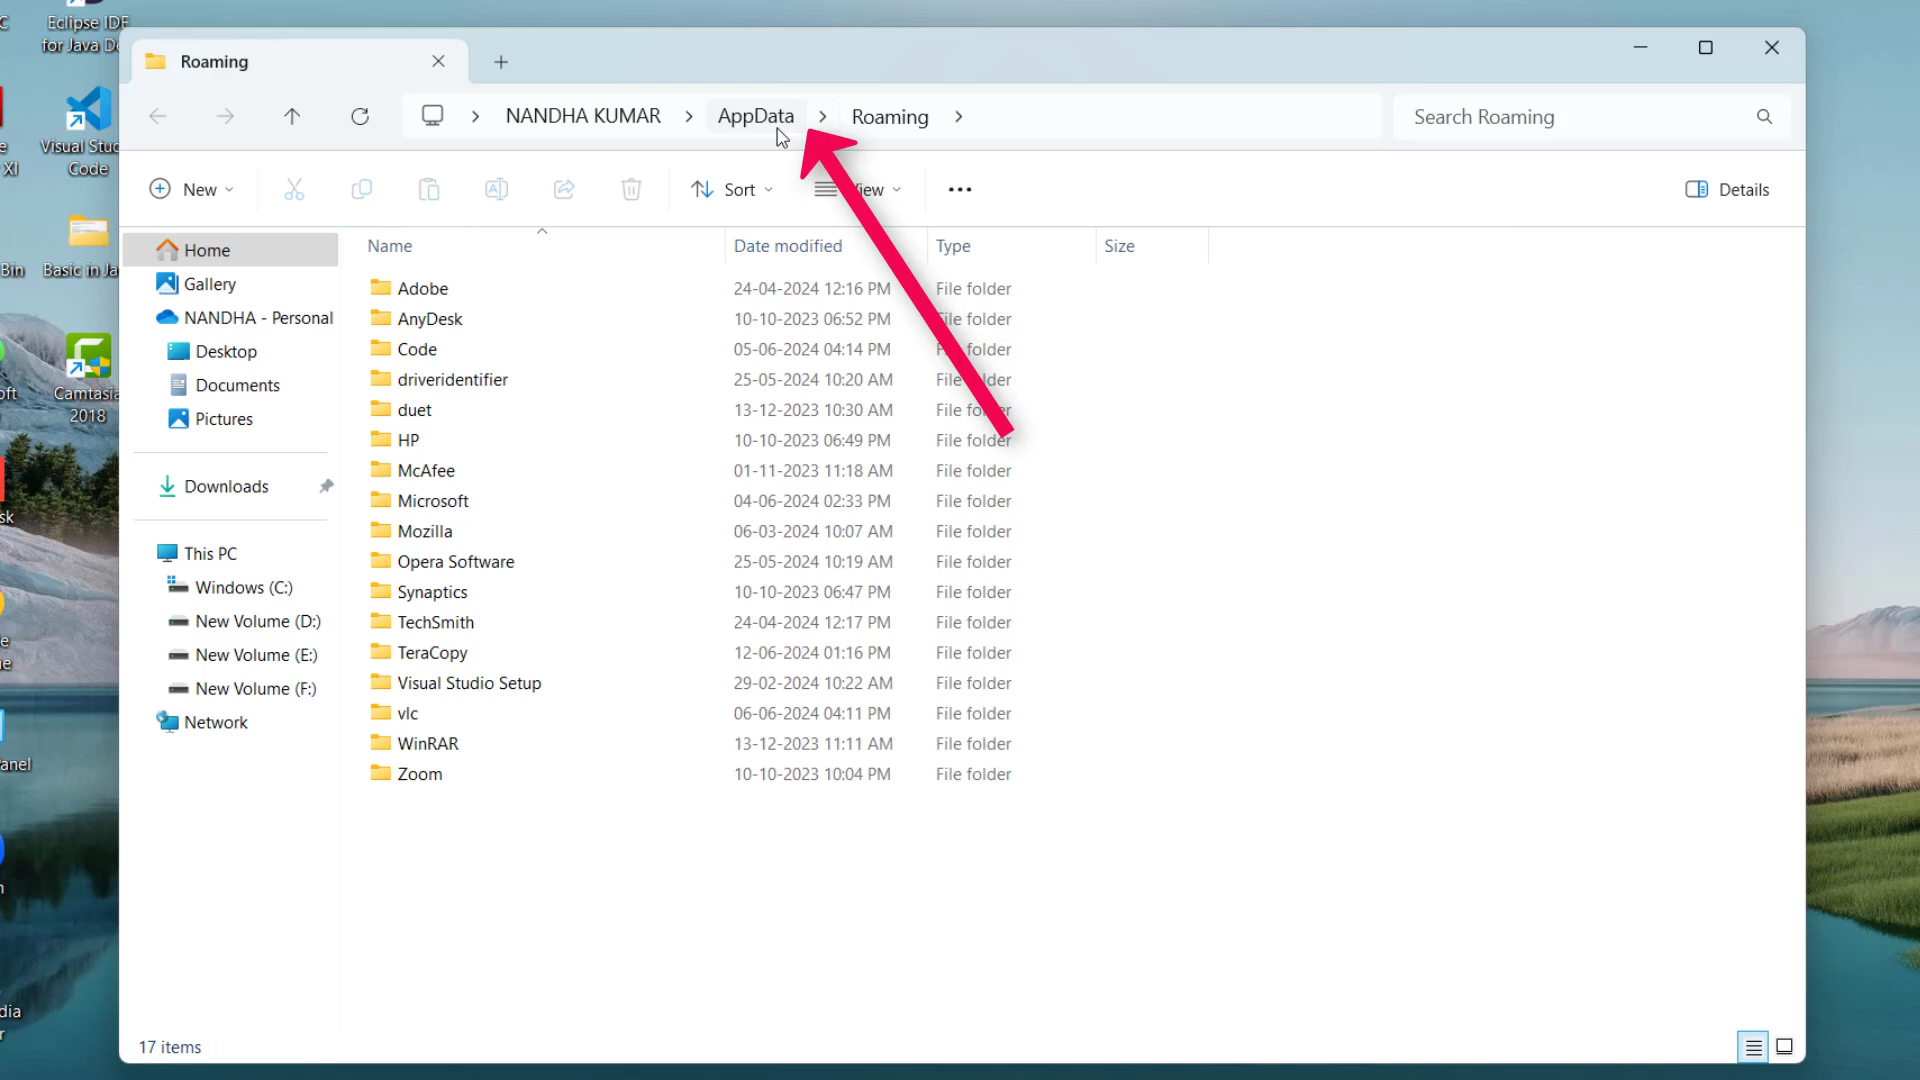 Eclipse IDE
for Java De
Roaming
NANDHA KUMAR
AppData
Roaming
Search Roaming
Visual Stud
Code
XI
New
Sort
iew
Details
Name
Date modified
Type
Size
Home
Gallery
NANDHA - Personal
Desktop
Documents
Pictures
Downloads
This PC
Windows (C:)
New Volume (D:)
New Volume (E:)
New Volume (F:)
Network
Adobe 24-04-2024 12:16 PM File folder
AnyDesk 10-10-2023 06:52 PM File folder
Code 05-06-2024 04:14 PM File folder
driveridentifier 25-05-2024 10:20 AM File folder
duet 13-12-2023 10:30 AM File folder
HP 10-10-2023 06:49 PM File folder
McAfee 01-11-2023 11:18 AM File folder
Microsoft 04-06-2024 02:33 PM File folder
Mozilla 06-03-2024 10:07 AM File folder
Opera Software 25-05-2024 10:19 AM File folder
Synaptics 10-10-2023 06:47 PM File folder
TechSmith 24-04-2024 12:17 PM File folder
TeraCopy 12-06-2024 01:16 PM File folder
Visual Studio Setup 29-02-2024 10:22 AM File folder
vlc 06-06-2024 04:11 PM File folder
WinRAR 13-12-2023 11:11 AM File folder
Zoom 10-10-2023 10:04 PM File folder
Bin
Basic in Ja
Camtasia
2018
oft
sk
anel
dia
17 items